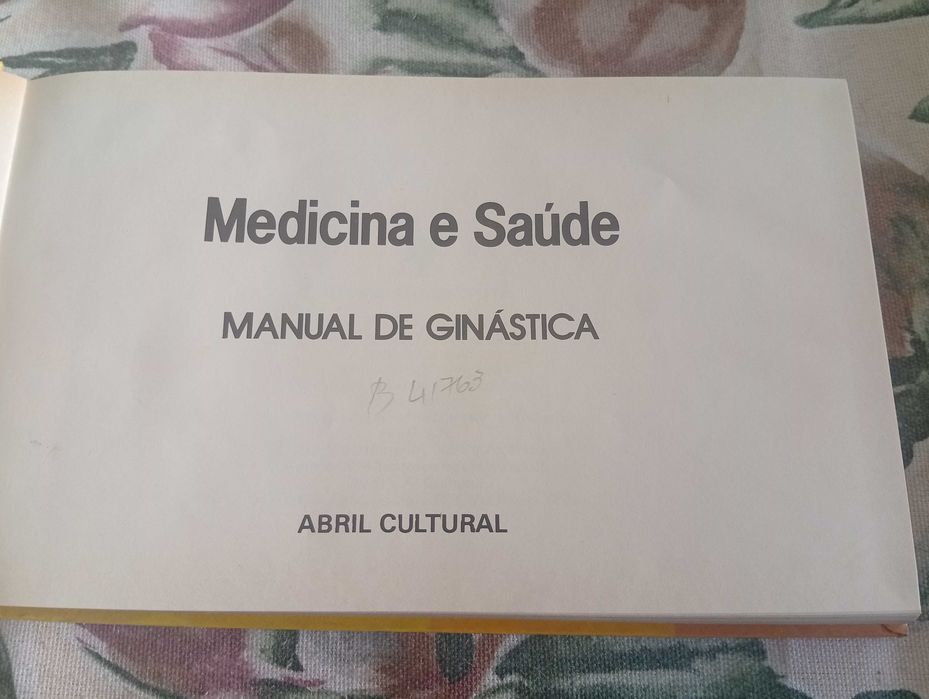 Medicina e Saúde
MANUAL DE GINÁSTICA
B 41763
ABRIL CULTURAL